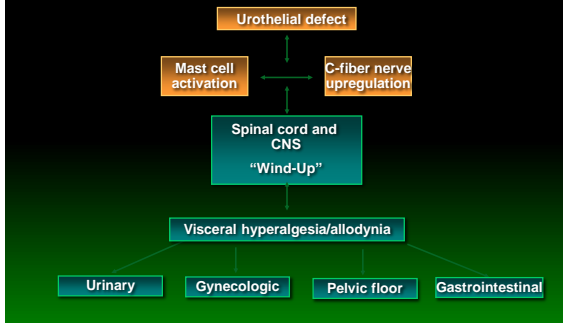 Urothelial defect
Mast cell
activation
C-fiber nerve
upregulation
Spinal cord and
CNS
“Wind-Up”
Visceral hyperalgesia/allodynia
Urinary
Gynecologic
Pelvic floor
Gastrointestinal